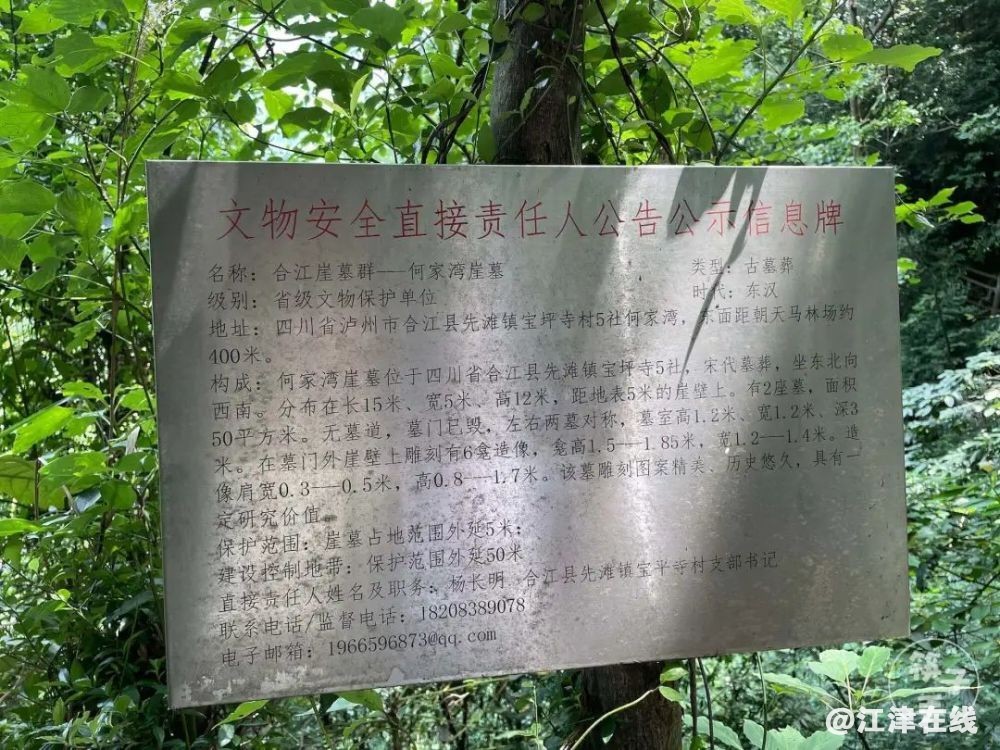 文物安全直接责任人公告公示信息牌
名称：合江崖墓群---何家湾崖墓 类型：古墓葬
级别：省级文物保护单位 时代：东汉
地址：四川省泸州市合江县先滩镇宝坪寺村5社何家湾，东面距朝天马林场约
400米。
构成：何家湾崖墓位于四川省合江县先滩镇宝坪寺5社，宋代墓葬，坐东北向
西南。分布在长15米、宽5米、高12米，距地表5米的崖壁上。有2座墓，面积
50平方米。无墓道，墓门已毁，左右两墓对称，墓室高1.2米、宽1.2米、深3
米。在墓门外崖壁上雕刻有6龛造像，龛高1.5---1.85米，宽1.2--1.4米。造
像肩宽0.3---0.5米，高0.8---1.7米。该墓雕刻图案精类、历史悠久，具有一
定研究价值。
保护范围：崖墓占地范围外延5米；
建设控制地带：保护范围外延50米
直接责任人姓名及职务：杨长明 合江县先滩镇宝平寺村支部书记
联系电话/监督电话：18208389078
电子邮箱：1966596873@qq.com
@江津在线